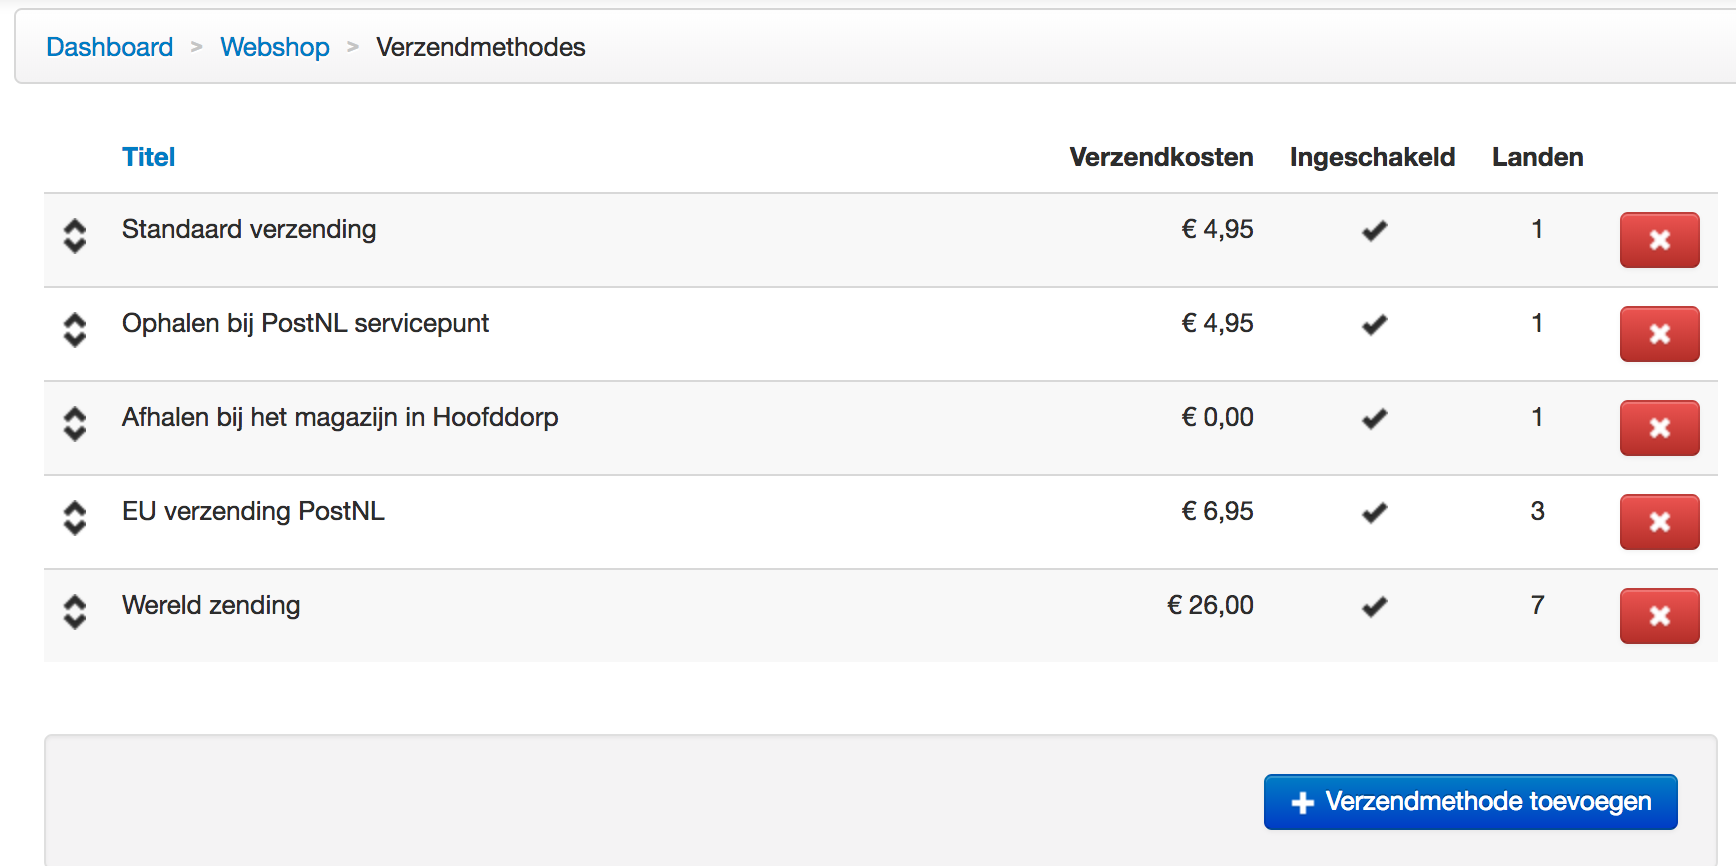 Dashboard > Webshop > Verzendmethodes
Titel Verzendkosten Ingeschakeld Landen
Standaard verzending € 4,95 1
Ophalen bij PostNL servicepunt € 4,95 1
Afhalen bij het magazijn in Hoofddorp € 0,00 1
EU verzending PostNL € 6,95 3
Wereld zending € 26,00 7
Verzendmethode toevoegen